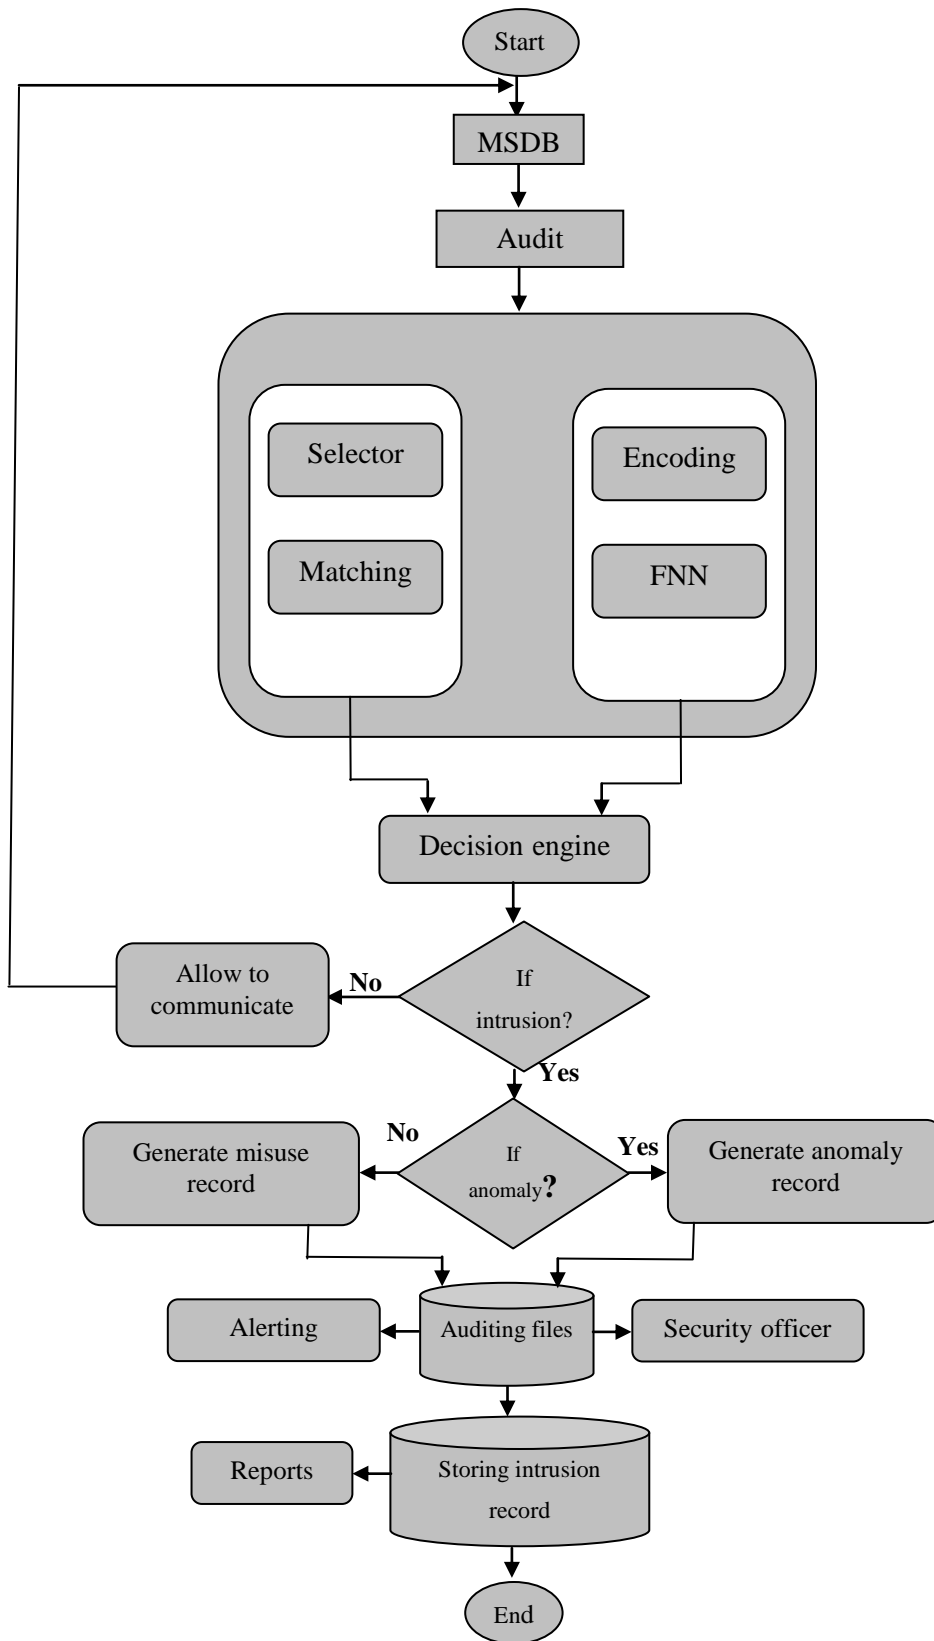 Start
MSDB
Audit
Selector
Encoding
Matching
FNN
Decision engine
Allow to
communicate
No
If
intrusion?
Yes
Generate misuse
record
No
If
anomaly?
Yes
Generate anomaly
record
Alerting
Auditing files
Security officer
Reports
Storing intrusion
record
End